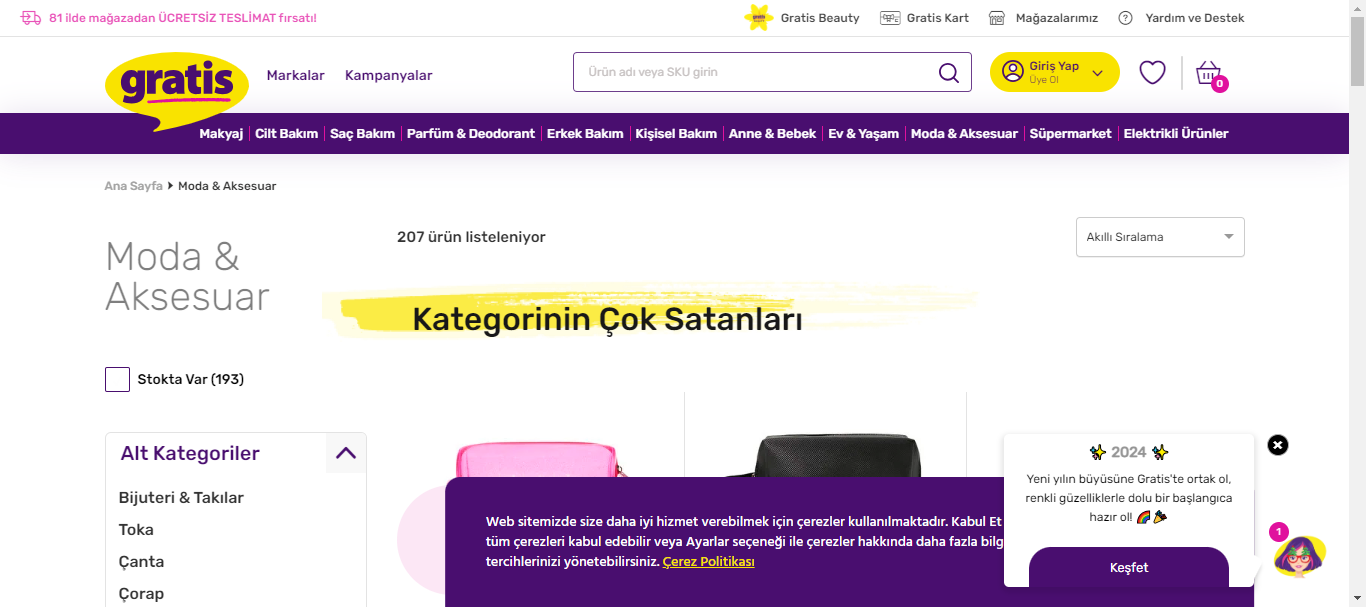 81 ilde mağazadan ÜCRETSİZ TESLİMAT fırsatı!
Gratis Beauty
Gratis Kart
Mağazalarımız
Yardım ve Destek
gratis
Markalar
Kampanyalar
Ürün adı veya SKU girin
Giriş Yap
Üye Ol
0
Makyaj
Cilt Bakım
Saç Bakım
Parfüm & Deodorant
Erkek Bakım
Kişisel Bakım
Anne & Bebek
Ev & Yaşam
Moda & Aksesuar
Süpermarket
Elektrikli Ürünler
Ana Sayfa
Moda & Aksesuar
Moda &
Aksesuar
207 ürün listeleniyor
Akıllı Sıralama
Kategorinin Çok Satanları
Stokta Var (193)
Alt Kategoriler
Bijuteri & Takılar
Toka
Çanta
Çorap
Web sitemizde size daha iyi hizmet verebilmek için çerezler kullanılmaktadır. Kabul Et
tüm çerezleri kabul edebilir veya Ayarlar seçeneği ile çerezler hakkında daha fazla bilg
tercihlerinizi yönetebilirsiniz. Çerez Politikası
2024
Yeni yılın büyüsüne Gratis'te ortak ol,
renkli güzelliklerle dolu bir başlangıca
hazır ol!
Keşfet
1